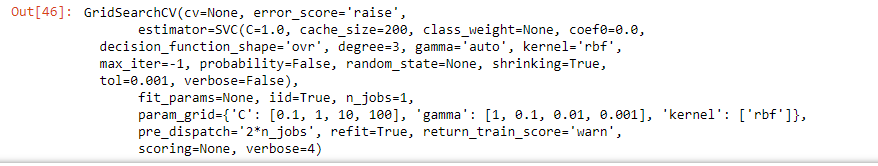 Out[46]: GridSearchCV(cv=None, error_score='raise',
estimator=SVC(C=1.0, cache_size=200, class_weight=None, coef0=0.0,
decision_function_shape='ovr', degree=3, gamma='auto', kernel='rbf',
max_iter=-1, probability=False, random_state=None, shrinking=True,
tol=0.001, verbose=False),
fit_params=None, iid=True, n_jobs=1,
param_grid={'C': [0.1, 1, 10, 100], 'gamma': [1, 0.1, 0.01, 0.001], 'kernel': ['rbf']},
pre_dispatch='2*n_jobs', refit=True, return_train_score='warn',
scoring=None, verbose=4)